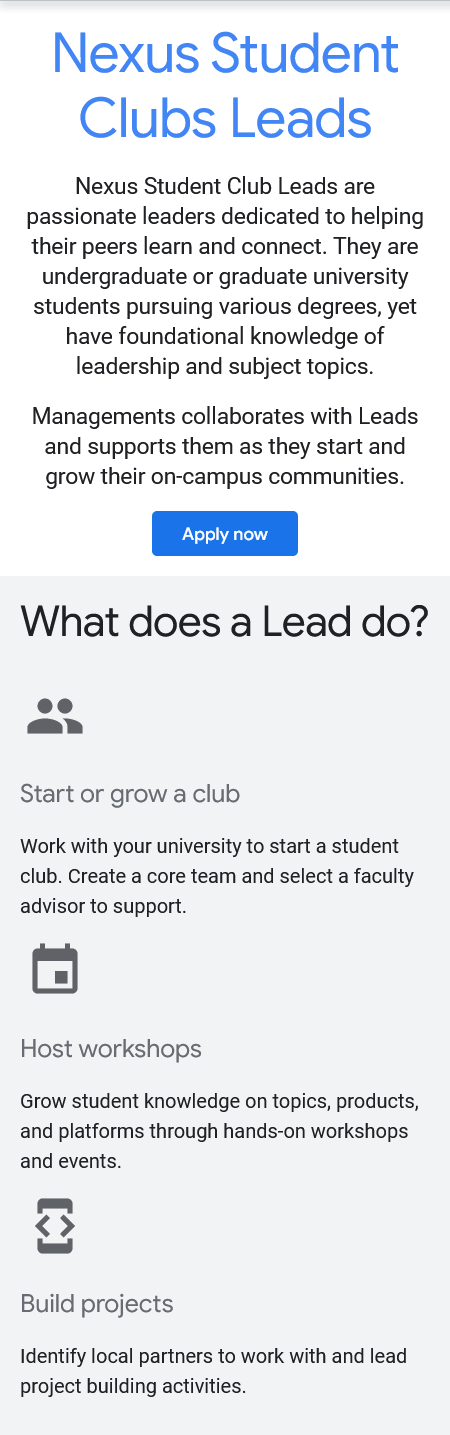 Nexus Student
Clubs Leads
Nexus Student Club Leads are
passionate leaders dedicated to helping
their peers learn and connect. They are
undergraduate or graduate university
students pursuing various degrees, yet
have foundational knowledge of
leadership and subject topics.
Managements collaborates with Leads
and supports them as they start and
grow their on-campus communities.
Apply now
What does a Lead do?
Start or grow a club
Work with your university to start a student
club. Create a core team and select a faculty
advisor to support.
Host workshops
Grow student knowledge on topics, products,
and platforms through hands-on workshops
and events.
Build projects
Identify local partners to work with and lead
project building activities.